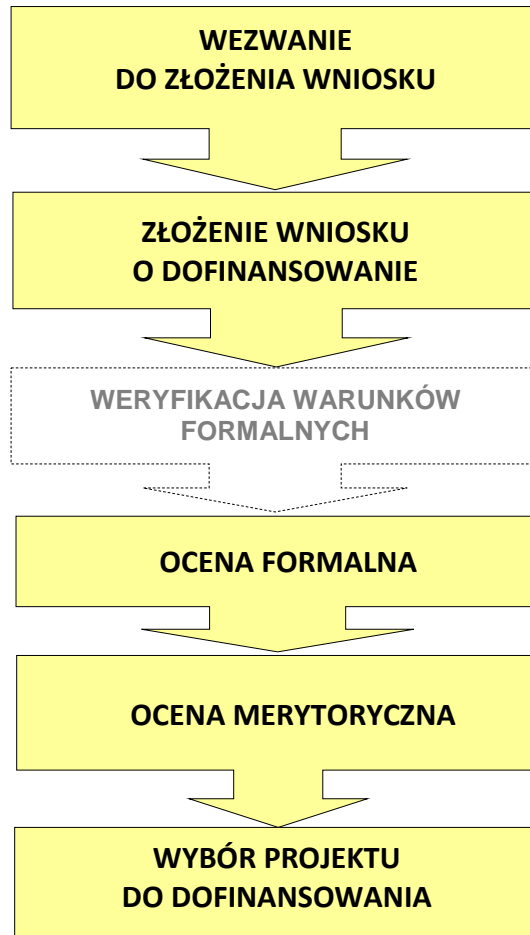 WEZWANIE
DO ZŁOŻENIA WNIOSKU
ZŁOŻENIE WNIOSKU
O DOFINANSOWANIE
WERYFIKACJA WARUNKÓW
FORMALNYCH
OCENA FORMALNA
OCENA MERYTORYCZNA
WYBÓR PROJEKTU
DO DOFINANSOWANIA